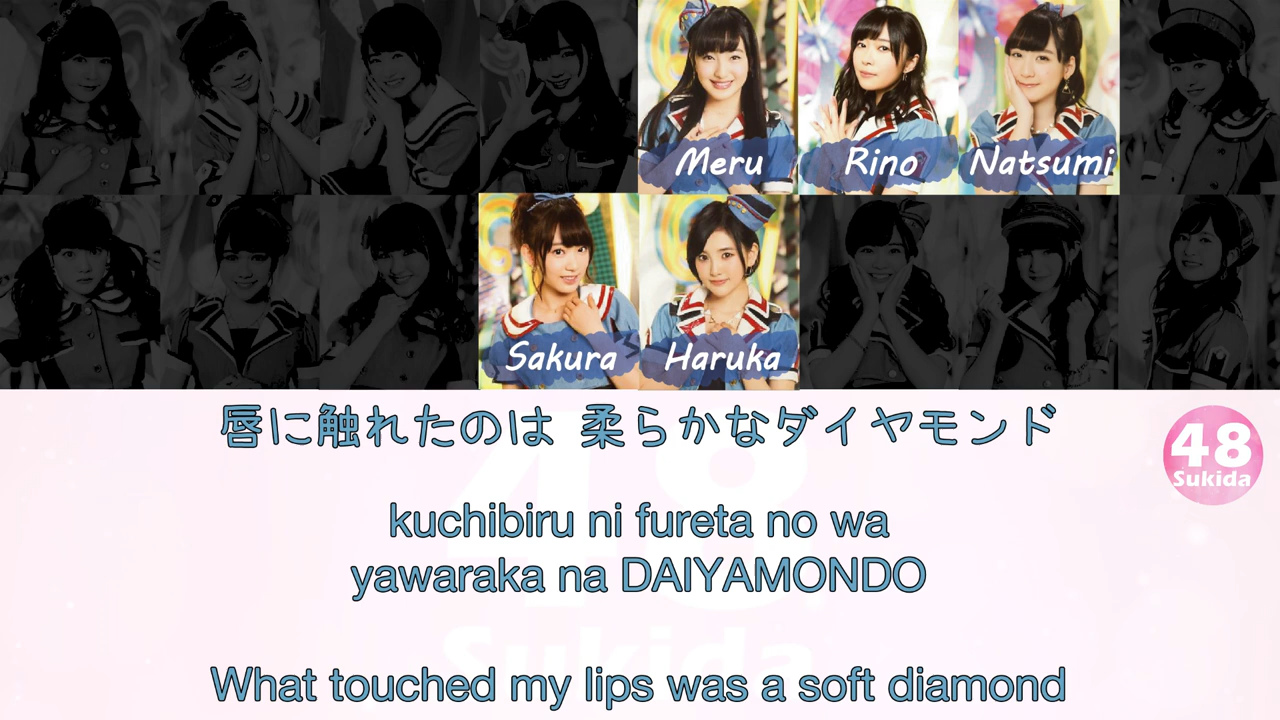 Meru
Rino
Natsumi
Sakura
Haruka
唇に触れたのは 柔らかなダイヤモンド
48
Sukida
kuchibiru ni fureta no wa
yawaraka na DAIYAMONDO
What touched my lips was a soft diamond
48
Sukida